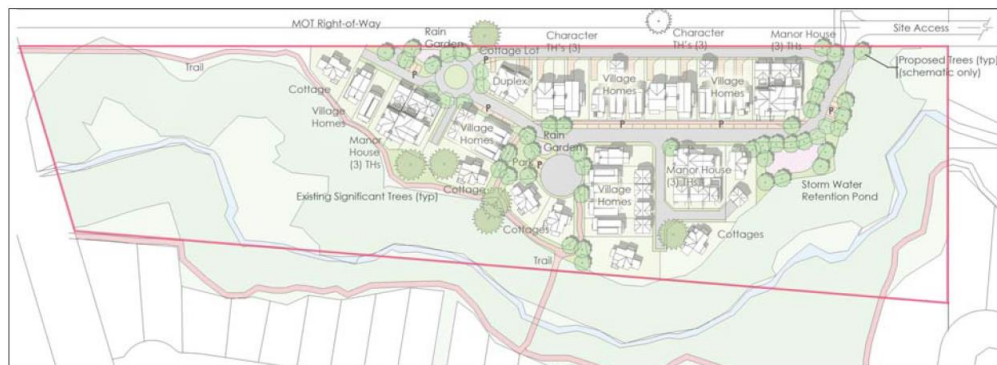 MOT Right-of-Way
Site Access
Rain
Garden
Character
TH's (3)
Character
TH's (3)
Manor House
(3) THs
Cottage Lot
P
Proposed Trees (typ)
(schematic only)
Trail
Duplex
P
Cottage
Village
Homes
Village
Homes
Village
Homes
P
P
P
P
Village
Homes
Rain
Garden
Manor
House
(3) THs
Park
P
Manor House
(3) THs
Cottage
Village
Homes
Existing Significant Trees (typ)
Storm Water
Retention Pond
Cottages
Cottages
Trail